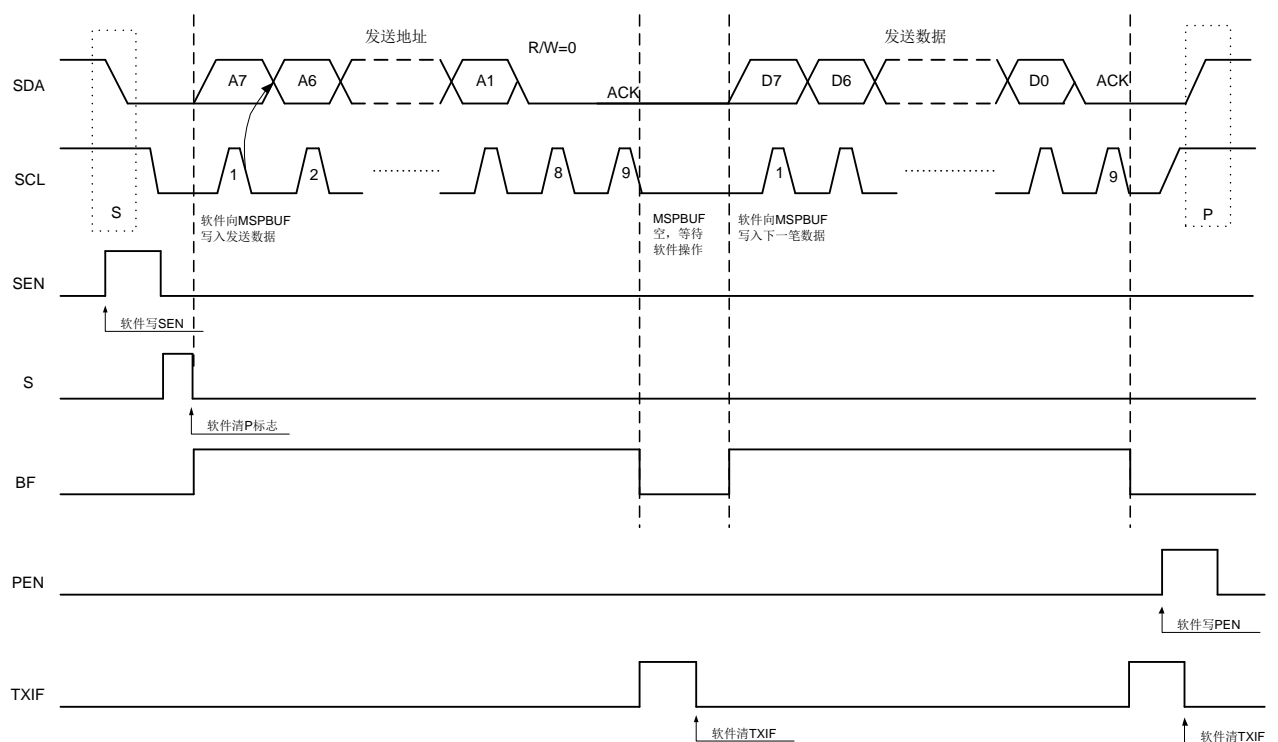 发送地址
R/W=0
发送数据
SDA
A7
A6
A1
ACK
D7
D6
D0
ACK
SCL
1
2
8
9
1
9
S
P
软件向MSPBUF
写入发送数据
MSPBUF
空，等待
软件操作
软件向MSPBUF
写入下一笔数据
SEN
软件写SEN
S
软件清P标志
BF
PEN
软件写PEN
TXIF
软件清TXIF
软件清TXIF